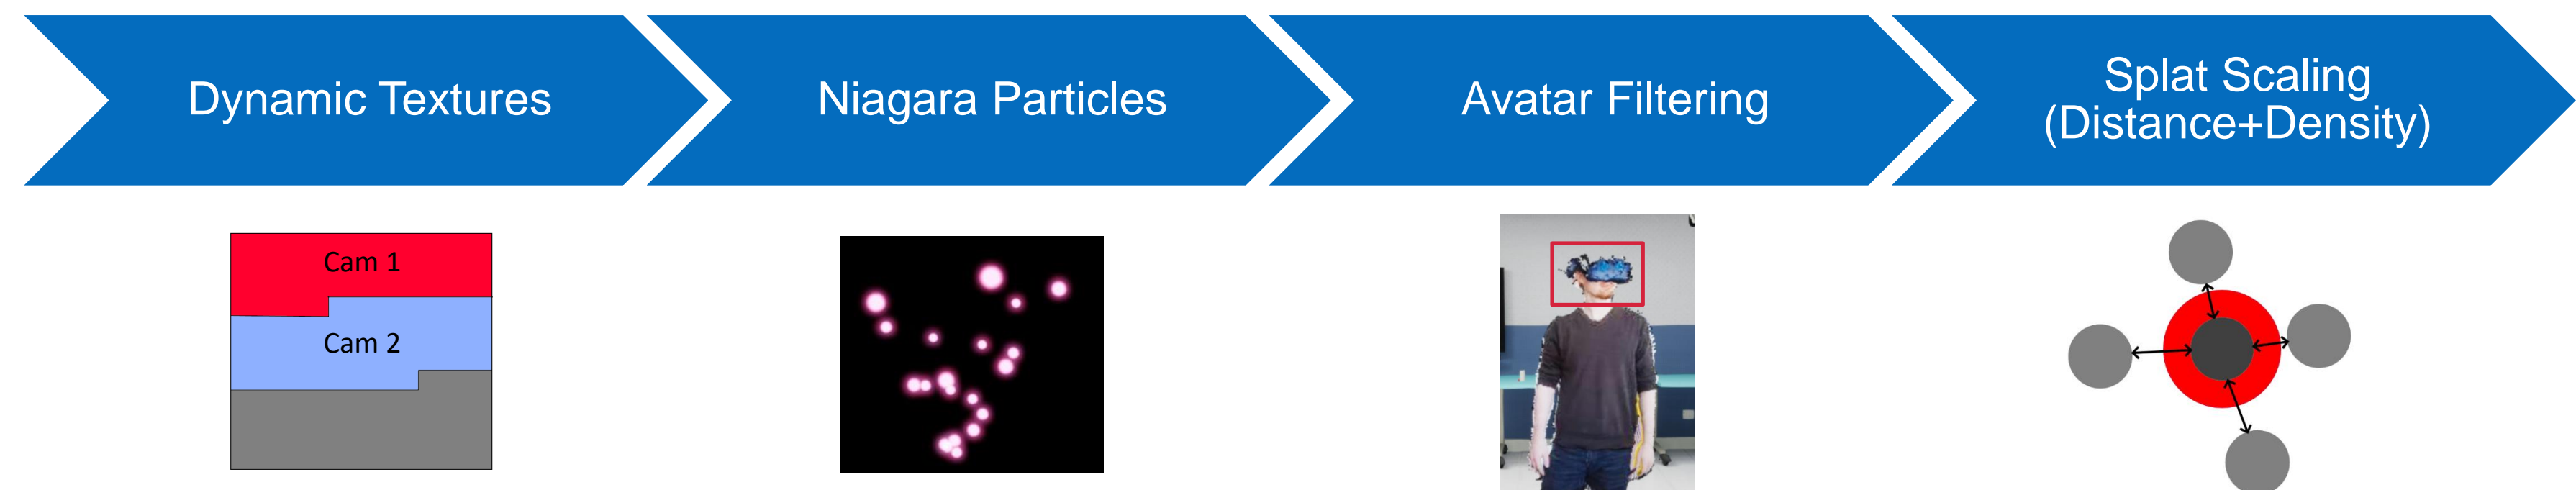 Dynamic Textures
Niagara Particles
Avatar Filtering
Splat Scaling
(Distance+Density)
Cam 1
Cam 2